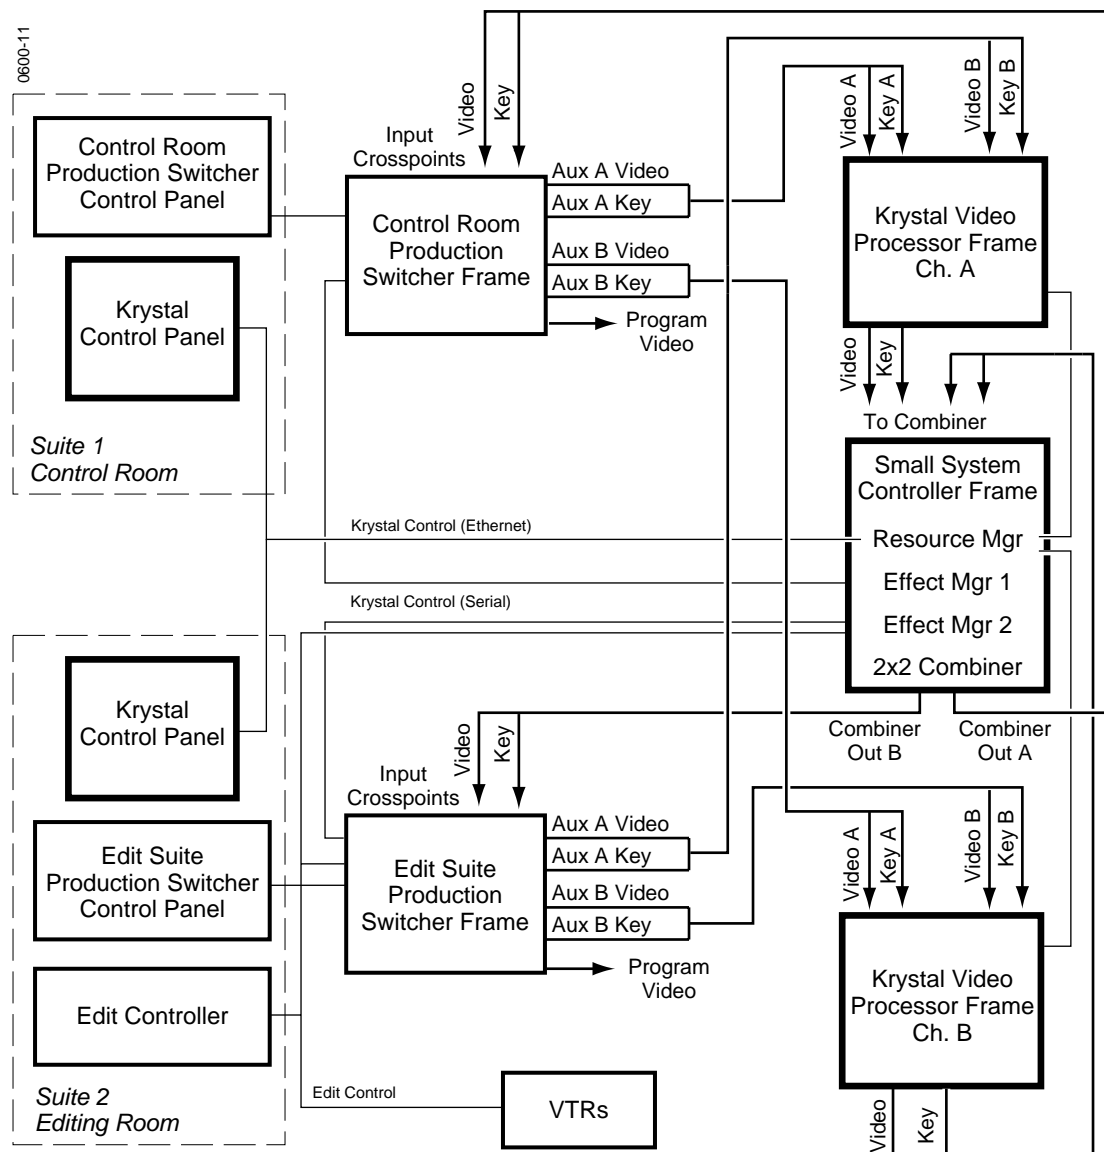 0600-11
Video
Key
Video A
Key A
Video B
Key B
Control Room
Production Switcher
Control Panel
Input
Crosspoints
Aux A Video
Aux A Key
Aux B Video
Aux B Key
Program
Video
Control Room
Production
Switcher Frame
Krystal Video
Processor Frame
Ch. A
Krystal
Control Panel
Suite 1
Control Room
Video
Key
To Combiner
Small System
Controller Frame
Resource Mgr
Effect Mgr 1
Effect Mgr 2
2x2 Combiner
Krystal Control (Ethernet)
Krystal Control (Serial)
Combiner
Out B
Combiner
Out A
Krystal
Control Panel
Video
Key
Input
Crosspoints
Aux A Video
Aux A Key
Aux B Video
Aux B Key
Program
Video
Edit Suite
Production
Switcher Frame
Video A
Key A
Video B
Key B
Edit Suite
Production Switcher
Control Panel
Krystal Video
Processor Frame
Ch. B
Edit Controller
Suite 2
Editing Room
Edit Control
VTRs
Video
Key